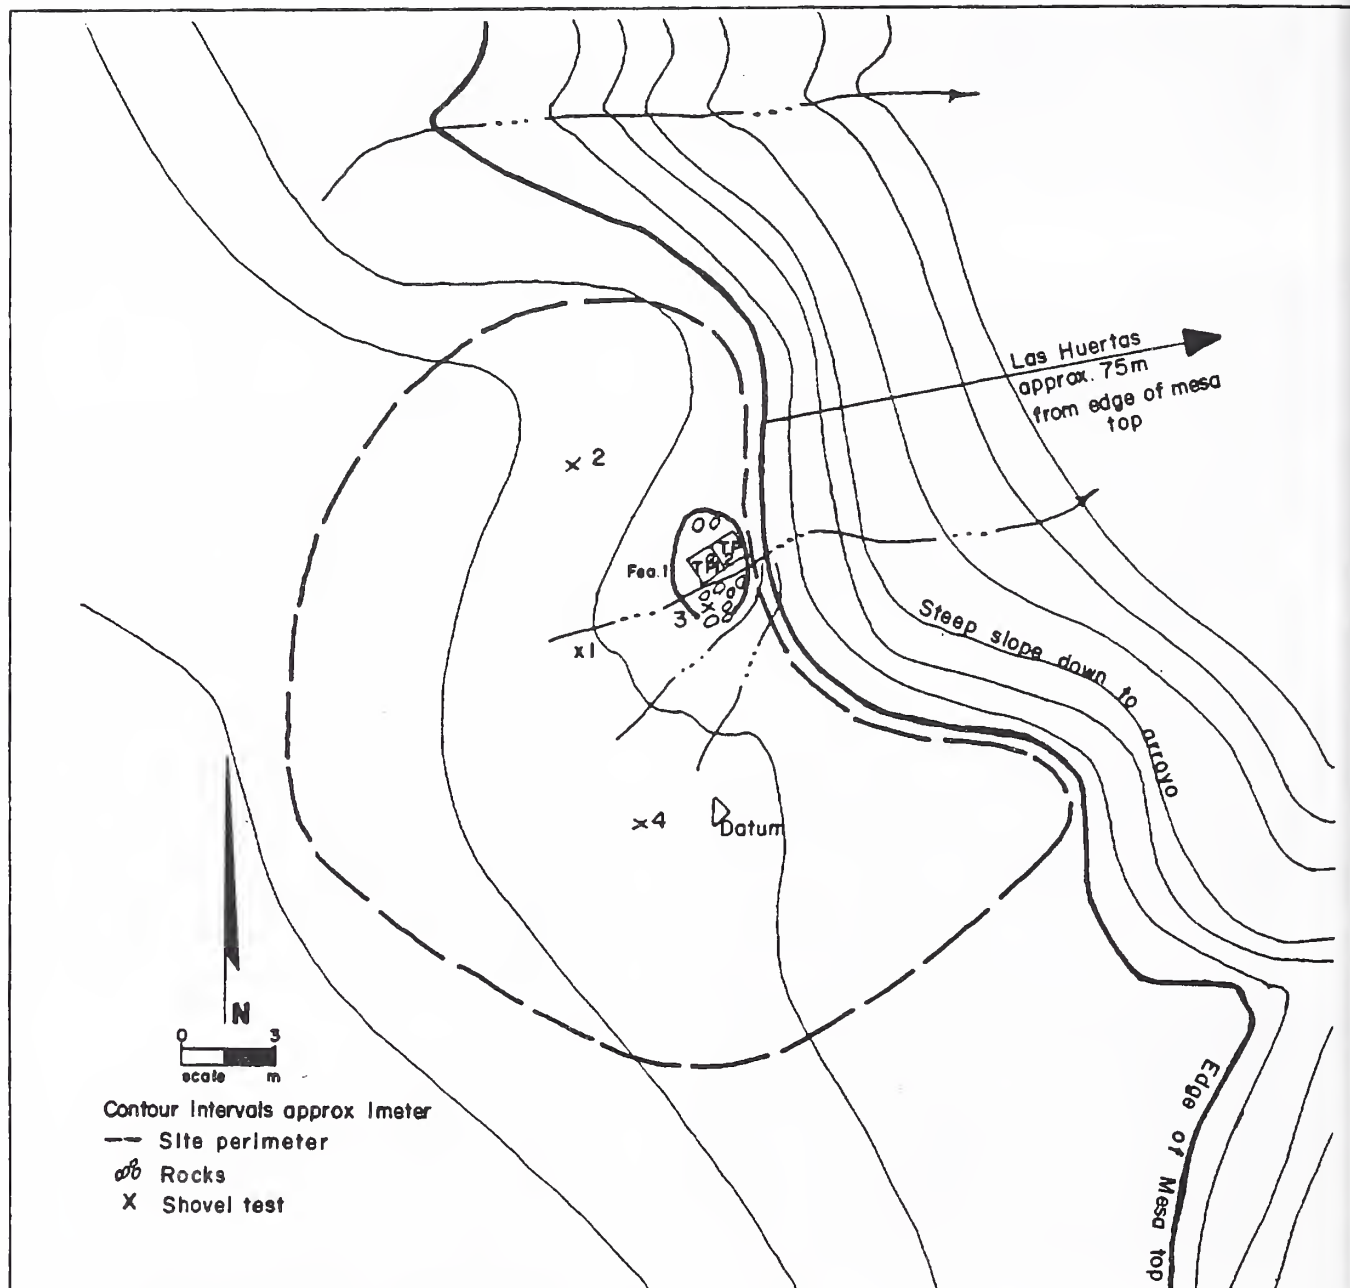 Las Huertas
approx. 75m
from edge of mesa
top
x 2
Fea. 1
TP
TP
3
x1
Steep slope down to arroyo
x4
Datum
N
0 3
scale m
Contour Intervals approx 1meter
Site perimeter
Rocks
X Shovel test
Edge of Mesa top